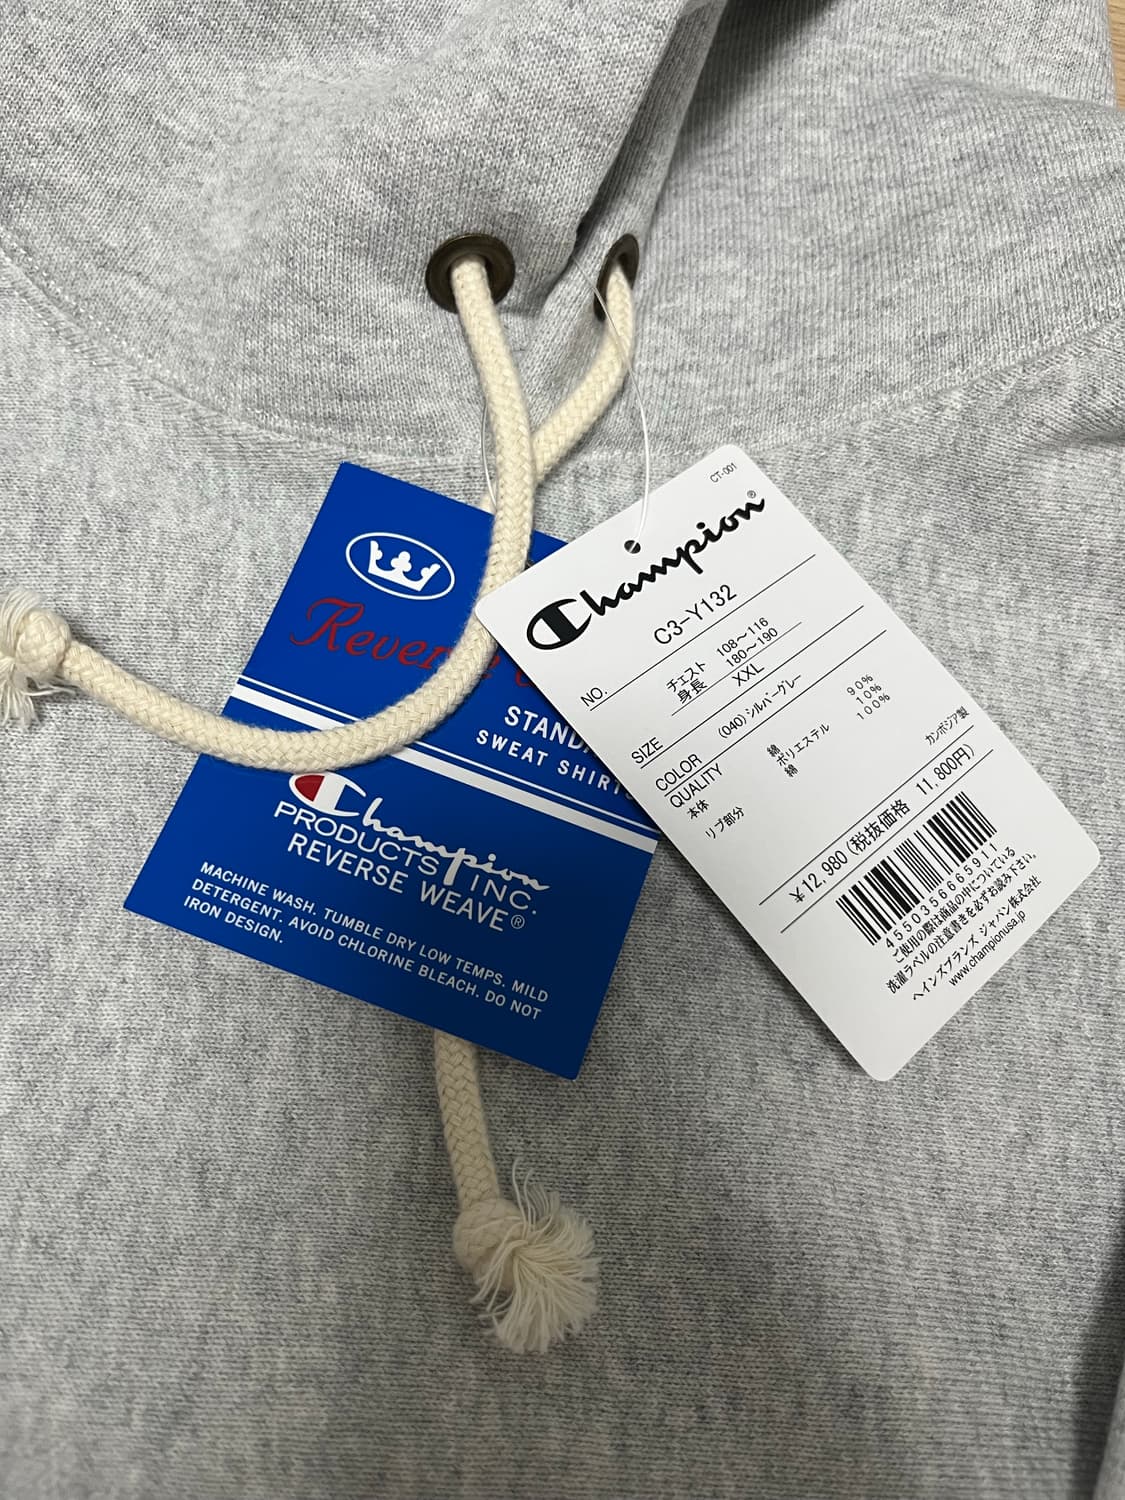 Rever
STAND
SWEAT SHIRTS
Champion
PRODUCTS INC.
REVERSE WEAVE®
MACHINE WASH. TUMBLE DRY LOW TEMPS. MILD
DETERGENT. AVOID CHLORINE BLEACH. DO NOT
IRON DESIGN.
CT-001
Champion®
NO. C3-Y132
チェスト 108〜116
身長 180〜190
SIZE XXL
COLOR (040) シルバーグレー
QUALITY
本体 綿 90%
ポリエステル 10%
リブ部分 綿 100%
カンボジア製
¥12,980 (税抜価格 11,800円)
4550356665911
ご使用の際は商品の中についている
洗濯ラベルの注意書きを必ずお読み下さい。
ヘインズブランズ ジャパン株式会社
www.championusa.jp